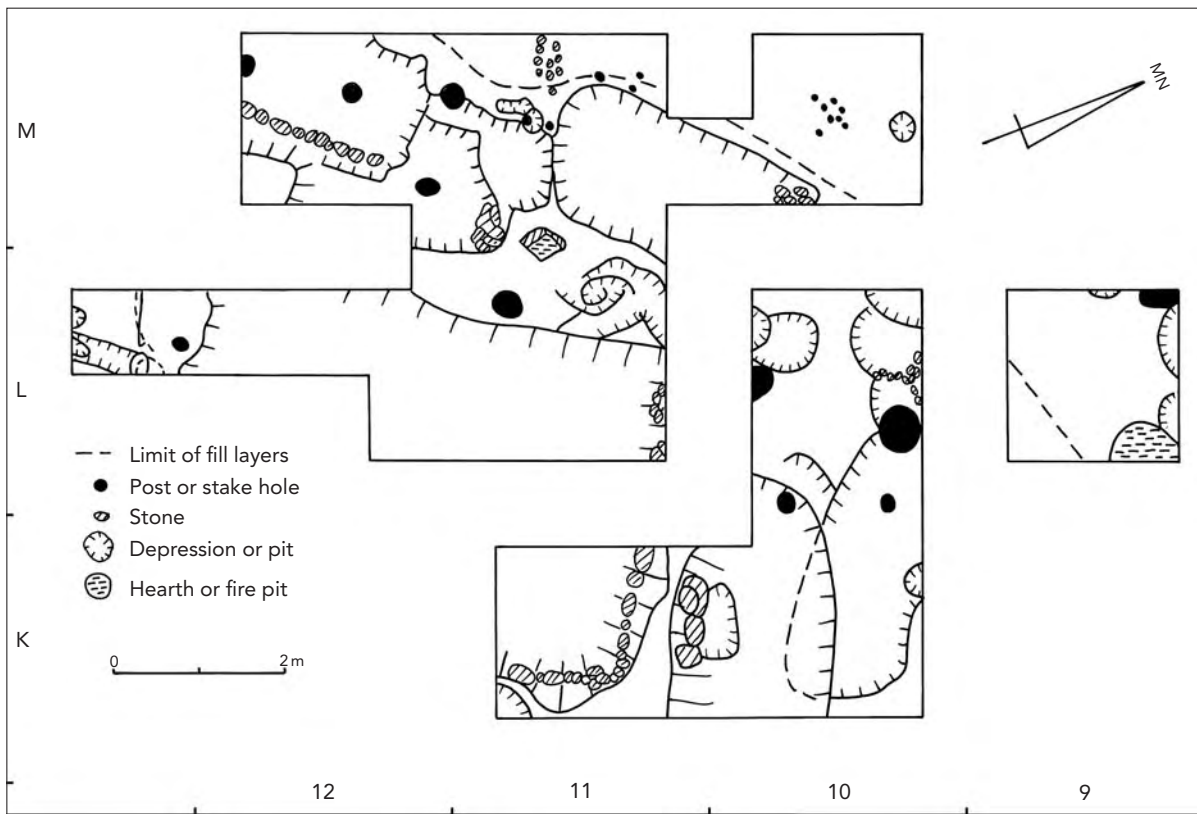 MN
M
L
Limit of fill layers
Post or stake hole
Stone
Depression or pit
Hearth or fire pit
K
0 2 m
12 11 10 9